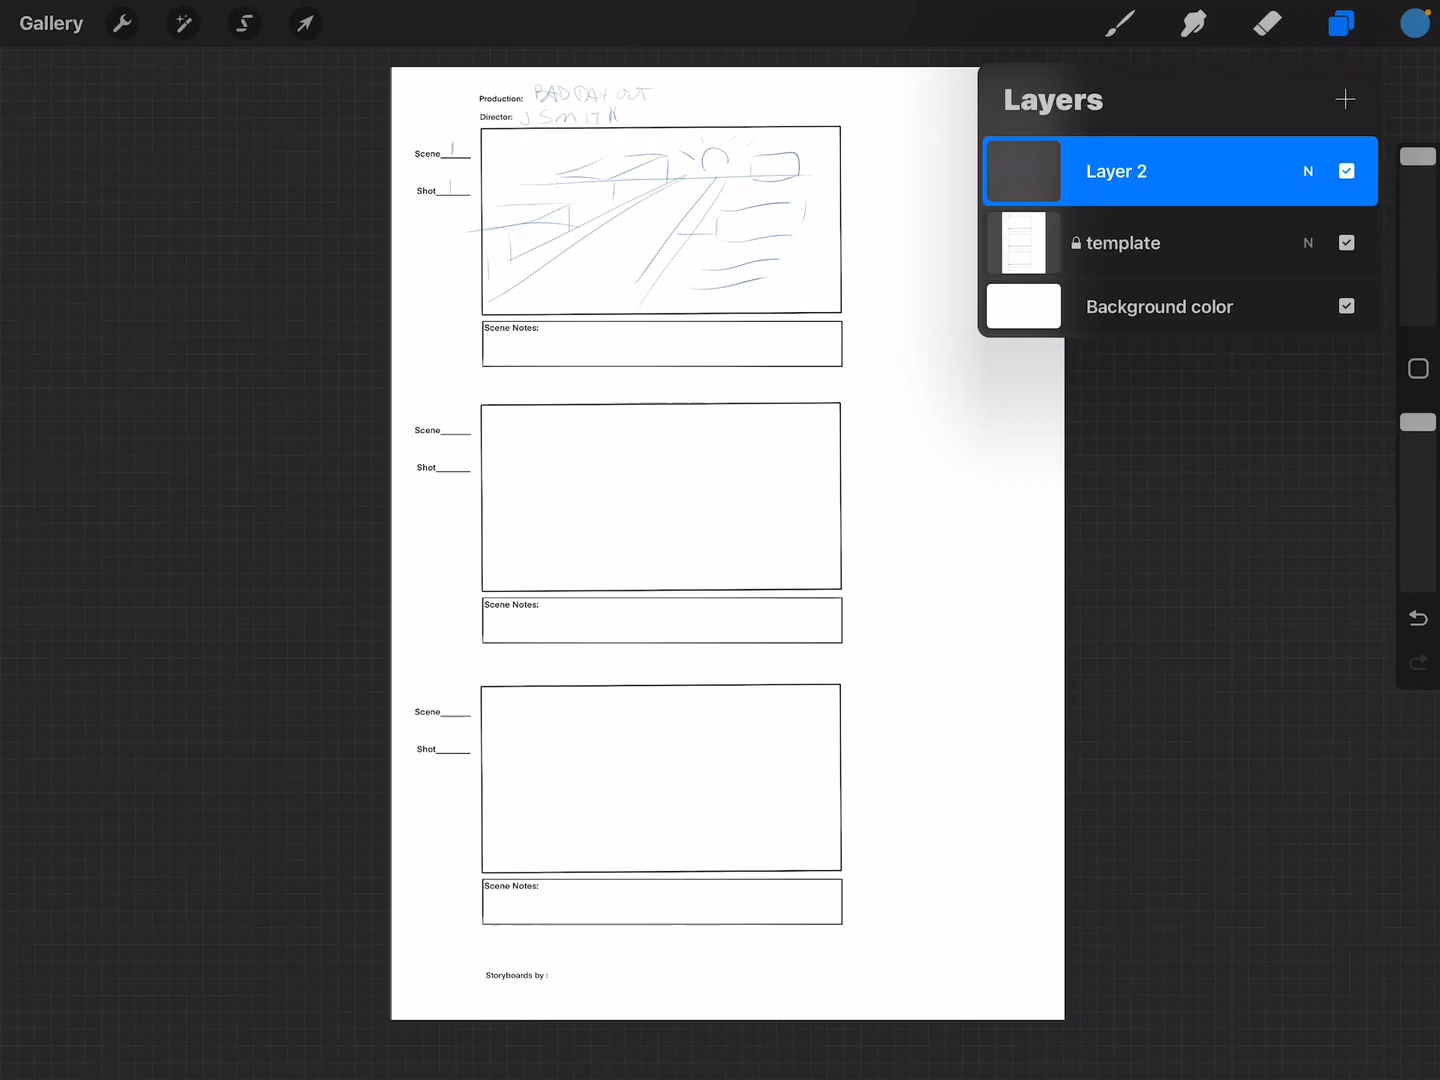 Gallery
Layers
Layer 2 N
template N
Background color
Production: BAD DAY OUT
Director: J SMITH
Scene 1
Shot 1
Scene Notes:
Scene
Shot
Scene Notes:
Scene
Shot
Scene Notes:
Storyboards by :